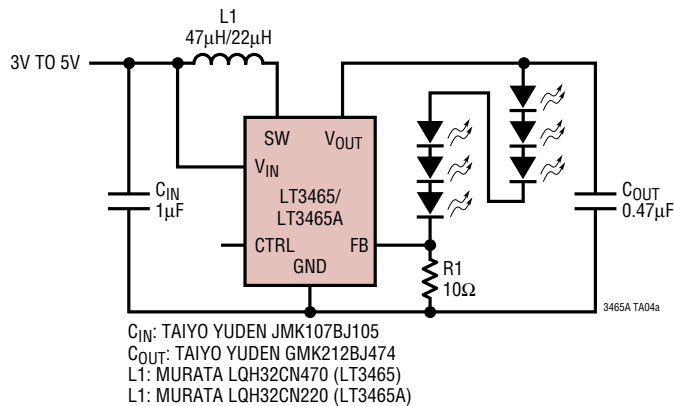 L1
47µH/22µH
3V TO 5V
SW
VOUT
VIN
LT3465/
LT3465A
CIN
1µF
COUT
0.47µF
CTRL
FB
GND
R1
10Ω
3465A TA04a
CIN: TAIYO YUDEN JMK107BJ105
COUT: TAIYO YUDEN GMK212BJ474
L1: MURATA LQH32CN470 (LT3465)
L1: MURATA LQH32CN220 (LT3465A)